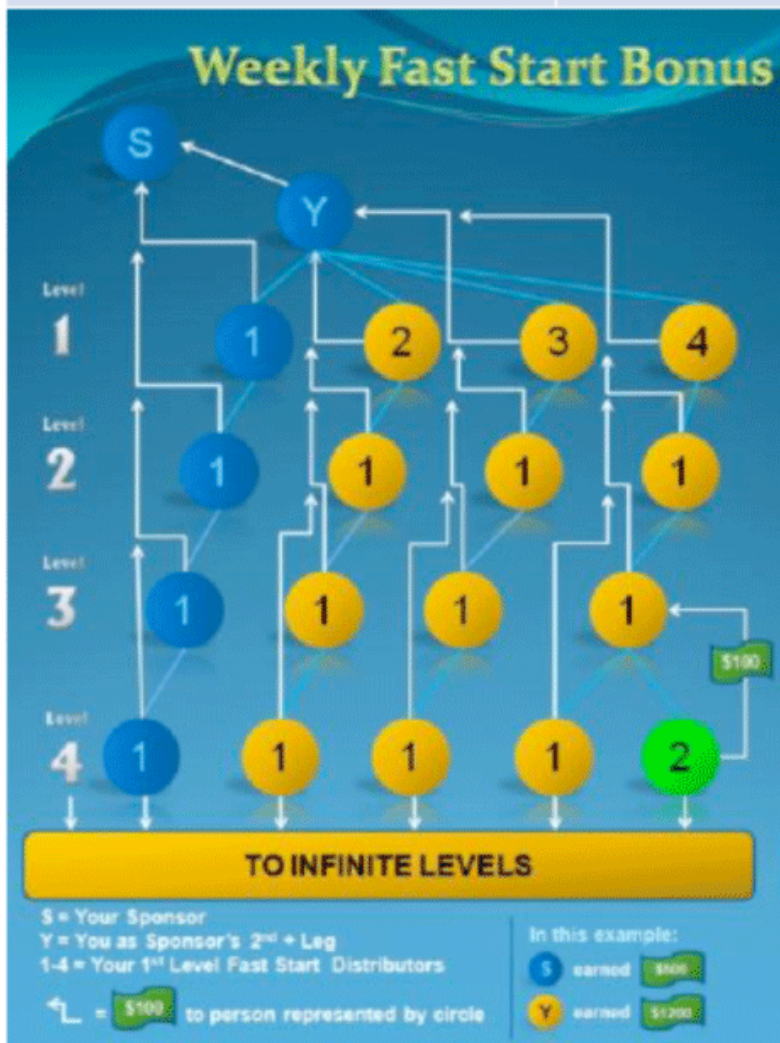 Weekly Fast Start Bonus
S
Y
Level
1
1 2 3 4
Level
2
1 1 1 1
Level
3
1 1 1 1
$100
Level
4
1 1 1 1 2
TO INFINITE LEVELS
S = Your Sponsor
Y = You as Sponsor's 2nd + Leg
1-4 = Your 1st Level Fast Start Distributors
= $100 to person represented by circle
In this example:
S earned $500
Y earned $1200